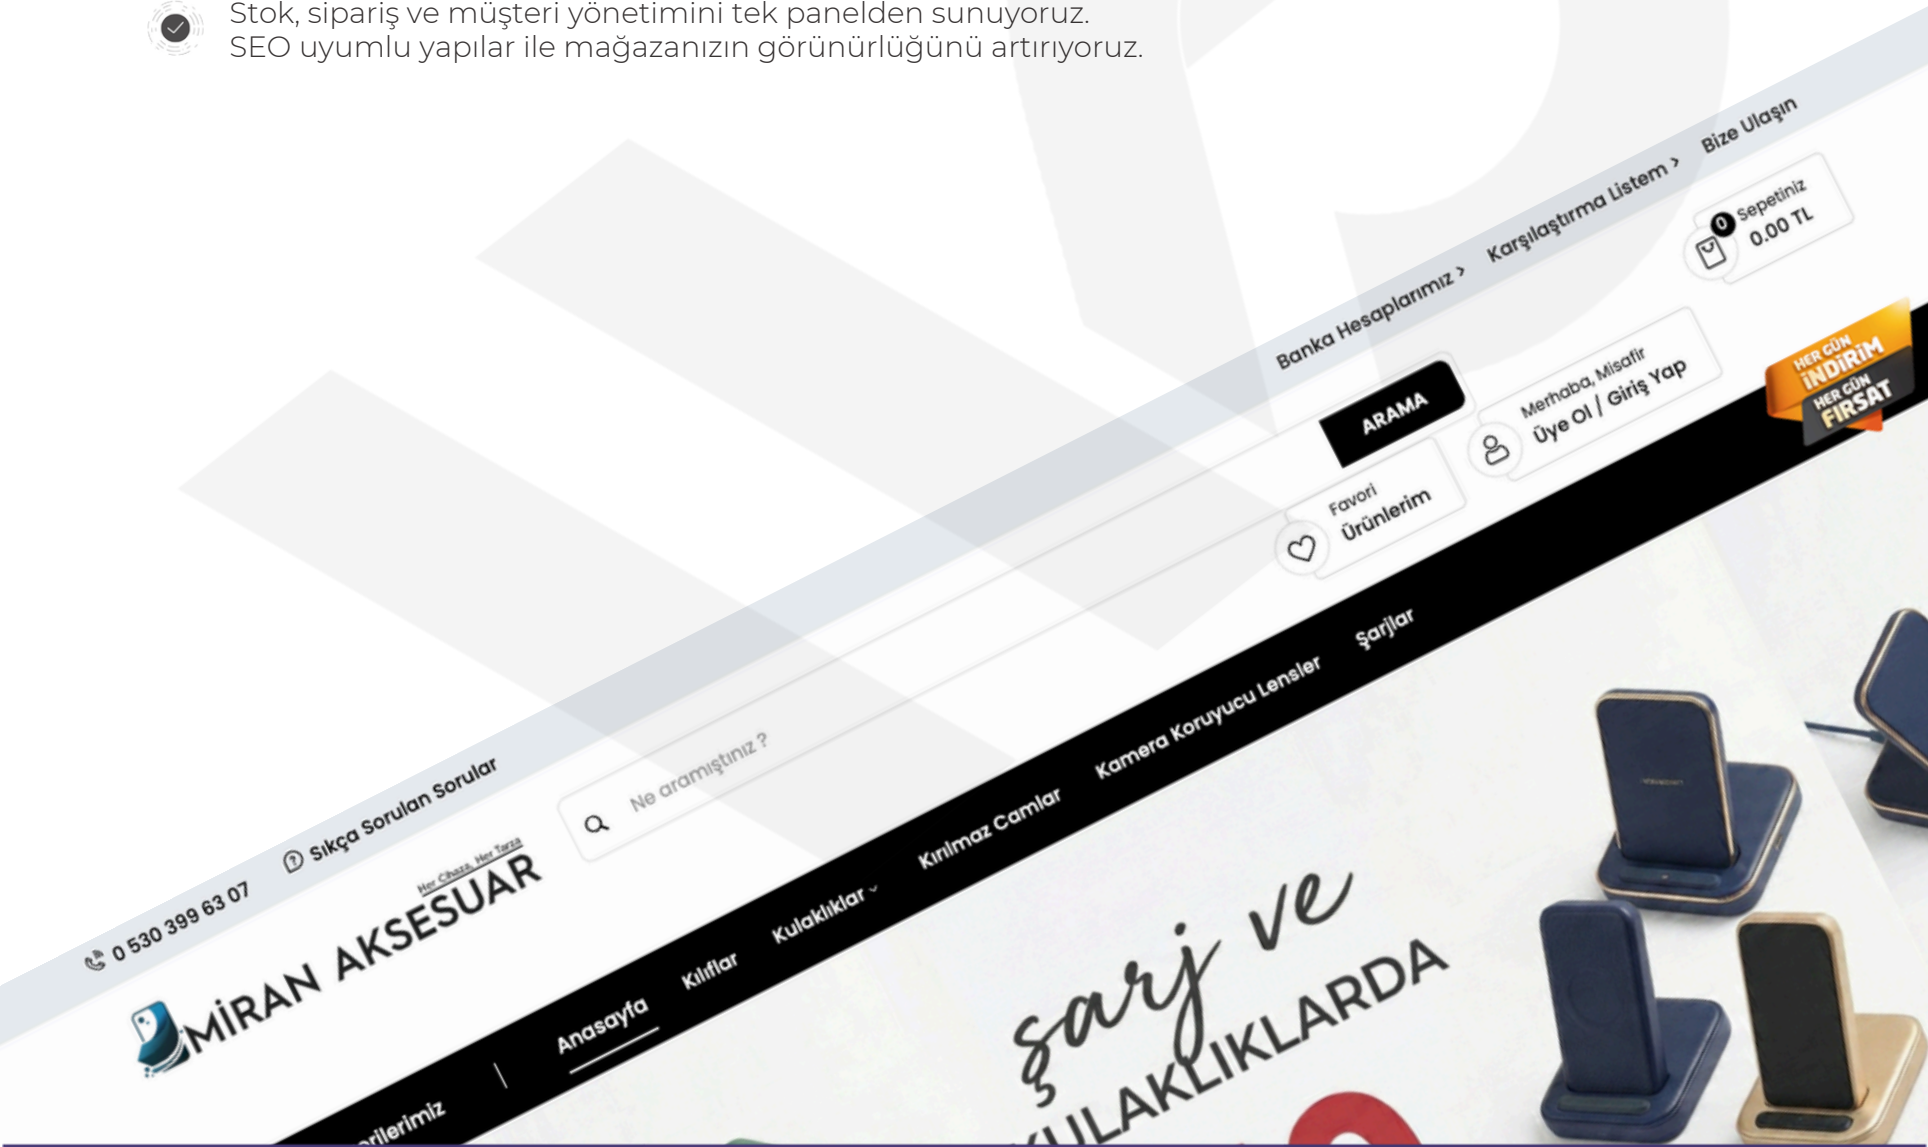 Stok, sipariş ve müşteri yönetimini tek panelden sunuyoruz.
SEO uyumlu yapılar ile mağazanızın görünürlüğünü artırıyoruz.
0 530 399 63 07
Sıkça Sorulan Sorular
Banka Hesaplarımız >
Karşılaştırma Listem >
Bize Ulaşın
MİRAN AKSESUAR
Her Cihaza, Her Tarza
Ne aramıştınız ?
ARAMA
Favori
Ürünlerim
Merhaba, Misafir
Üye Ol / Giriş Yap
0
Sepetiniz
0.00 TL
Anasayfa
Kılıflar
Kulaklıklar
Kırılmaz Camlar
Kamera Koruyucu Lensler
Şarjlar
HER GÜN
İNDİRİM
HER GÜN
FIRSAT
şarj ve
KULAKLIKLARDA